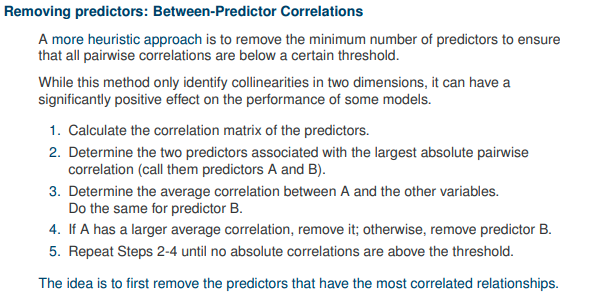 Removing predictors: Between-Predictor Correlations
A more heuristic approach is to remove the minimum number of predictors to ensure
that all pairwise correlations are below a certain threshold.
While this method only identify collinearities in two dimensions, it can have a
significantly positive effect on the performance of some models.
1. Calculate the correlation matrix of the predictors.
2. Determine the two predictors associated with the largest absolute pairwise
correlation (call them predictors A and B).
3. Determine the average correlation between A and the other variables.
Do the same for predictor B.
4. If A has a larger average correlation, remove it; otherwise, remove predictor B.
5. Repeat Steps 2-4 until no absolute correlations are above the threshold.
The idea is to first remove the predictors that have the most correlated relationships.